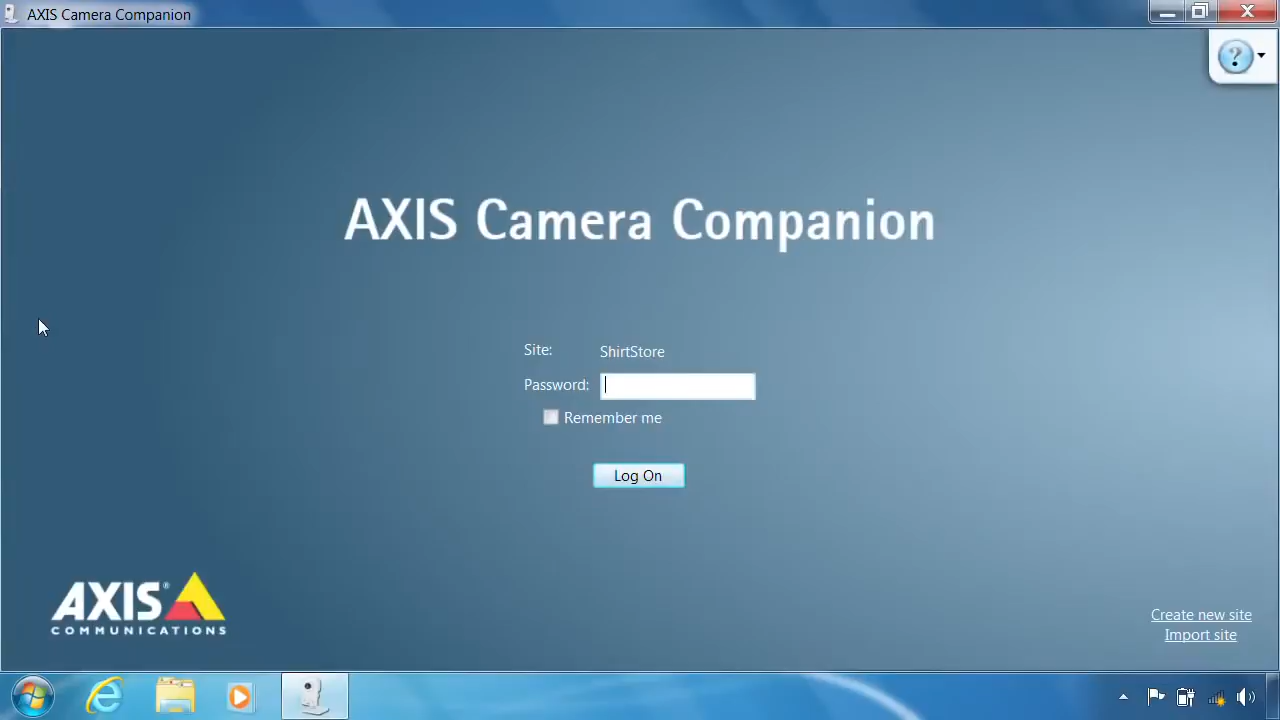 AXIS Camera Companion
AXIS Camera Companion
Site: ShirtStore
Password:
Remember me
Log On
AXIS®
COMMUNICATIONS
Create new site
Import site